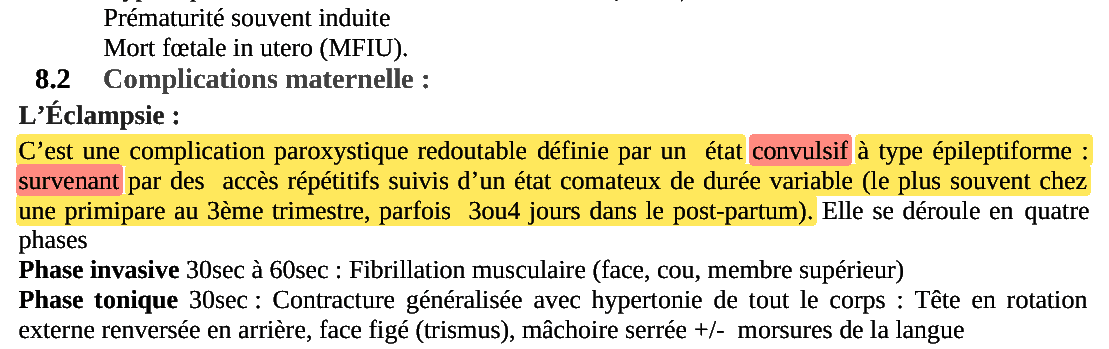 Prématurité souvent induite
Mort fœtale in utero (MFIU).
8.2 Complications maternelle :
L’Éclampsie :
C’est une complication paroxystique redoutable définie par un état convulsif à type épileptiforme :
survenant par des accès répétitifs suivis d’un état comateux de durée variable (le plus souvent chez
une primipare au 3ème trimestre, parfois 3ou4 jours dans le post-partum). Elle se déroule en quatre
phases
Phase invasive 30sec à 60sec : Fibrillation musculaire (face, cou, membre supérieur)
Phase tonique 30sec : Contracture généralisée avec hypertonie de tout le corps : Tête en rotation
externe renversée en arrière, face figé (trismus), mâchoire serrée +/- morsures de la langue